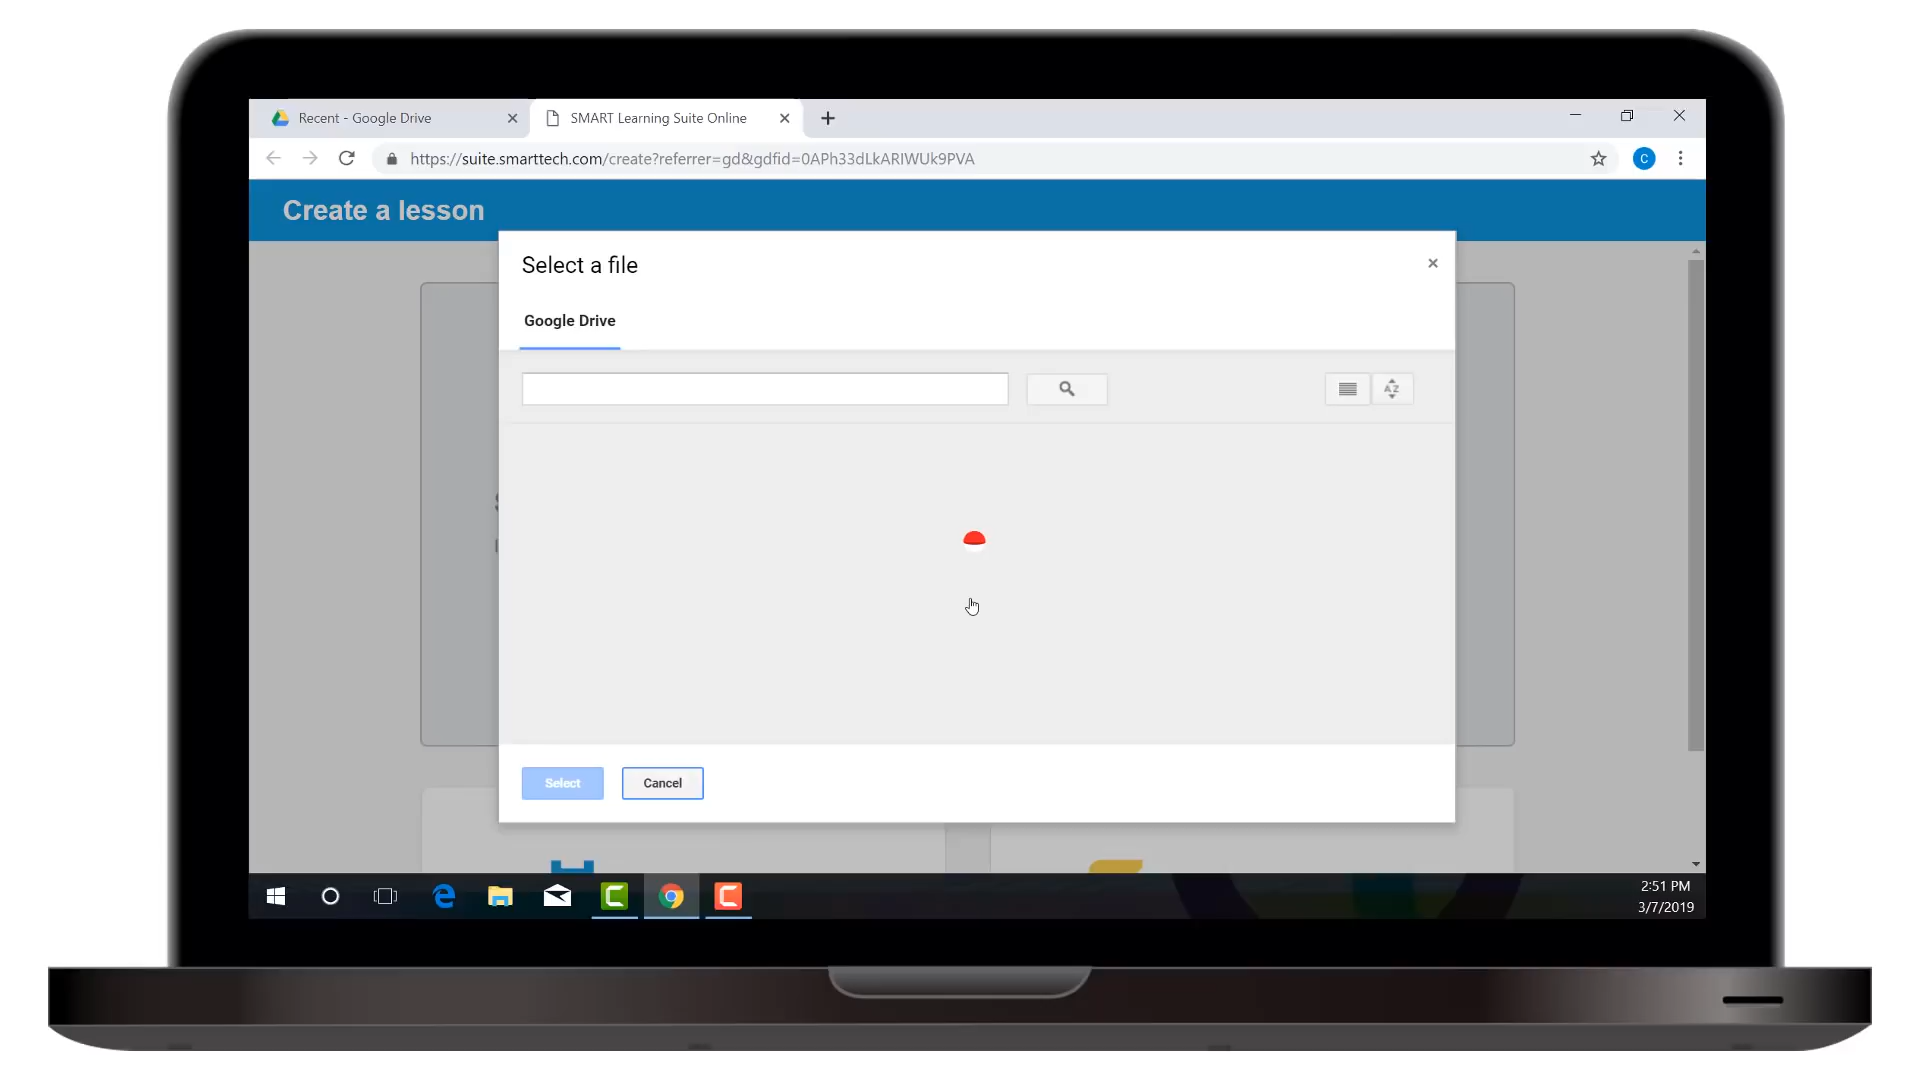 Recent - Google Drive
SMART Learning Suite Online
https://suite.smarttech.com/create?referrer=gd&gdfid=0APh33dLkARIWUk9PVA
C
Create a lesson
Select a file
Google Drive
AZ
Select
Cancel
2:51 PM
3/7/2019